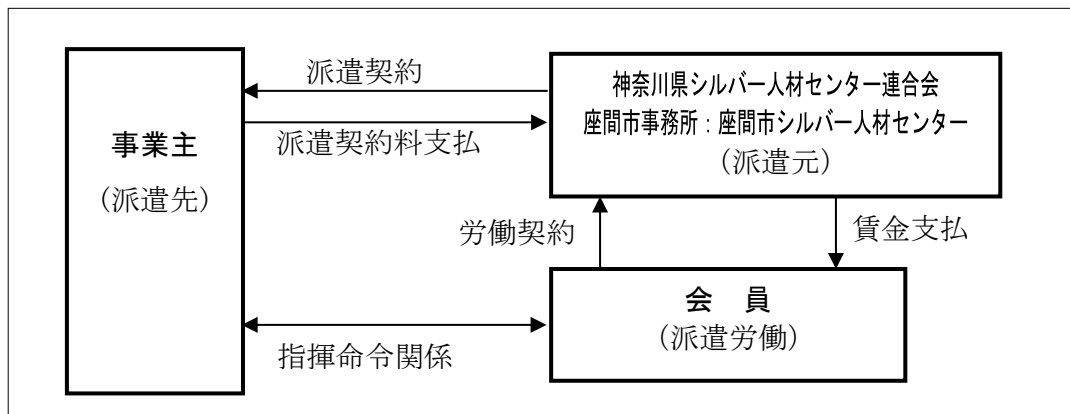 事業主
(派遣先)
派遣契約
派遣契約料支払
神奈川県シルバー人材センター連合会
座間市事務所：座間市シルバー人材センター
(派遣元)
労働契約
賃金支払
会　員
(派遣労働)
指揮命令関係